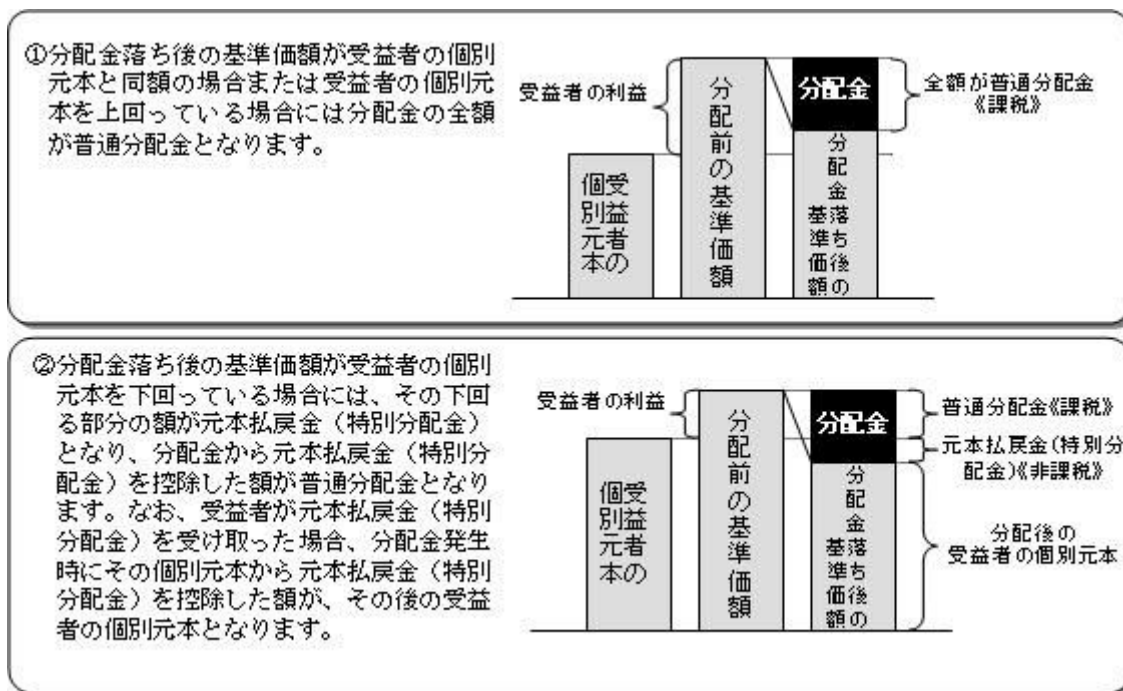 ①分配金落ち後の基準価額が受益者の個別
元本と同額の場合または受益者の個別元
本を上回っている場合には分配金の全額
が普通分配金となります。
受益者の利益
受益者の
個別元本
分配前の基準価額
分配金
分配金落ち後の
基準価額
全額が普通分配金
《課税》
②分配金落ち後の基準価額が受益者の個別
元本を下回っている場合には、その下回
る部分の額が元本払戻金（特別分配金）
となり、分配金から元本払戻金（特別分
配金）を控除した額が普通分配金となり
ます。なお、受益者が元本払戻金（特別
分配金）を受け取った場合、分配金発生
時にその個別元本から元本払戻金（特別
分配金）を控除した額が、その後の受益
者の個別元本となります。
受益者の利益
受益者の
個別元本
分配前の基準価額
分配金
分配金落ち後の
基準価額
普通分配金《課税》
元本払戻金(特別分
配金)《非課税》
分配後の
受益者の個別元本